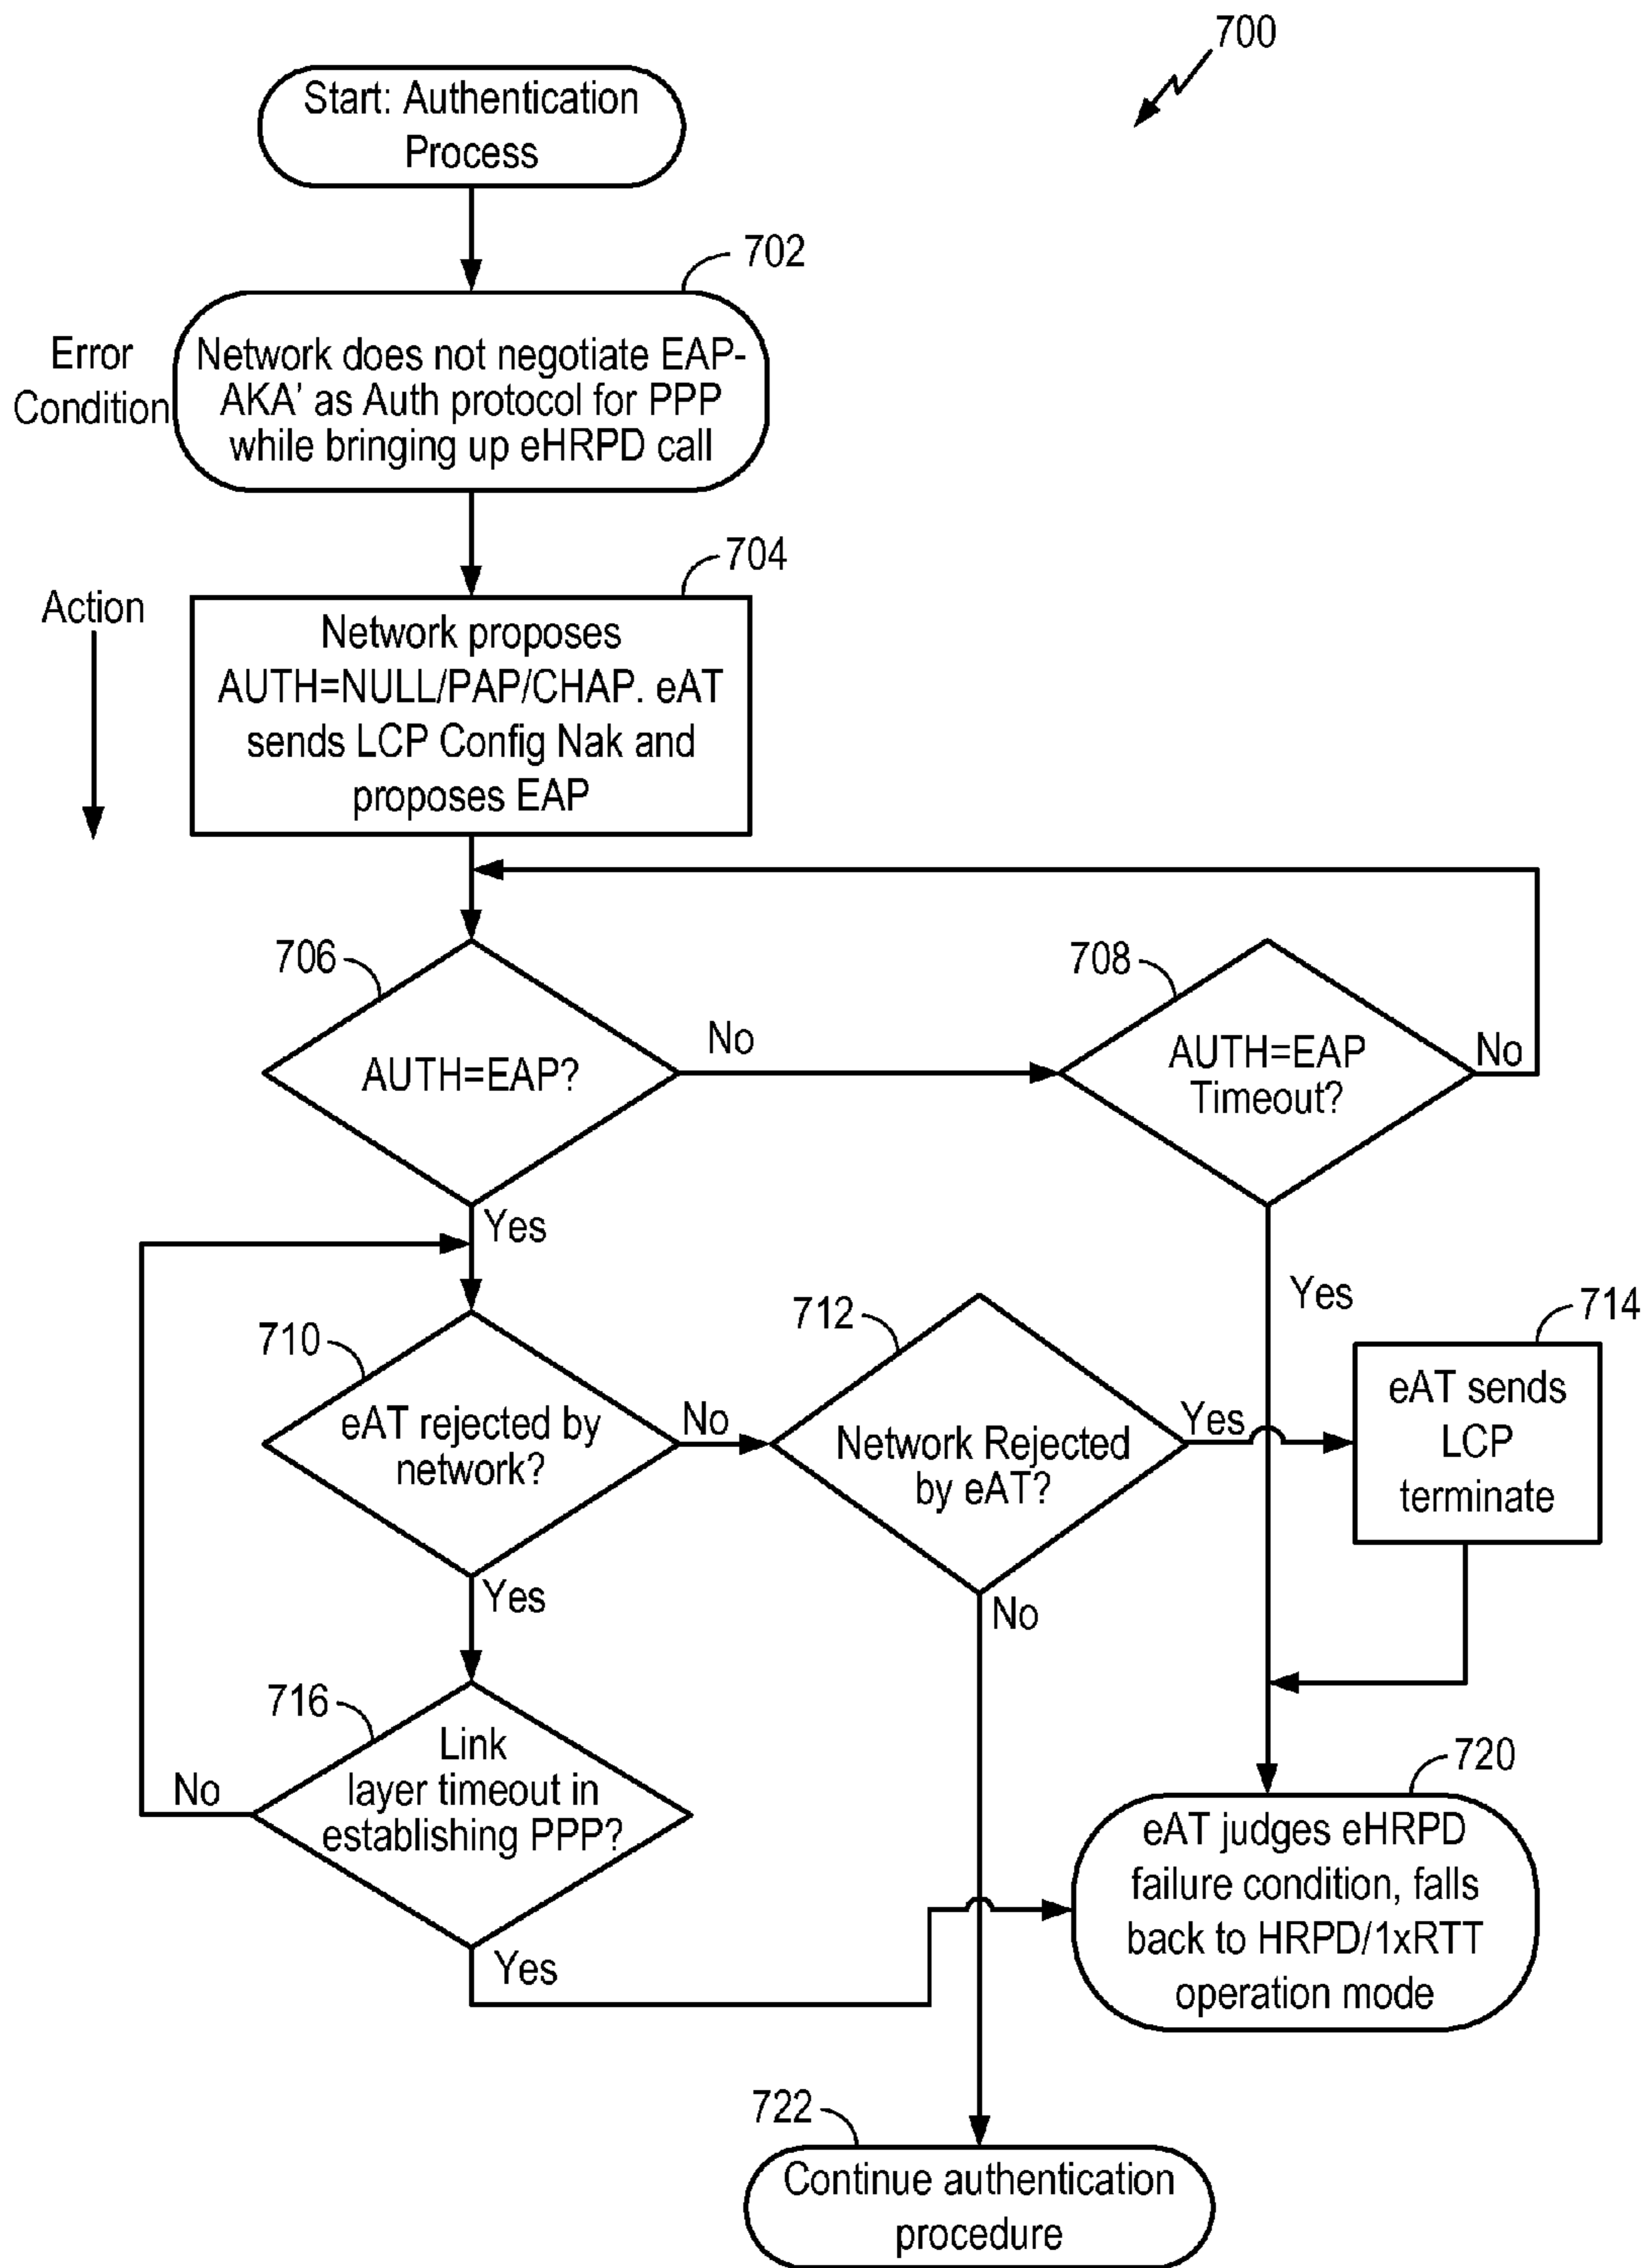 700
Start: Authentication
Process
702
Error
Condition
Network does not negotiate EAP-
AKA' as Auth protocol for PPP
while bringing up eHRPD call
704
Action
Network proposes
AUTH=NULL/PAP/CHAP. eAT
sends LCP Config Nak and
proposes EAP
706
AUTH=EAP?
No
708
AUTH=EAP
Timeout?
No
Yes
Yes
710
eAT rejected by
network?
No
712
Network Rejected
by eAT?
Yes
714
eAT sends
LCP
terminate
Yes
No
716
Link
layer timeout in
establishing PPP?
No
Yes
720
eAT judges eHRPD
failure condition, falls
back to HRPD/1xRTT
operation mode
722
Continue authentication
procedure